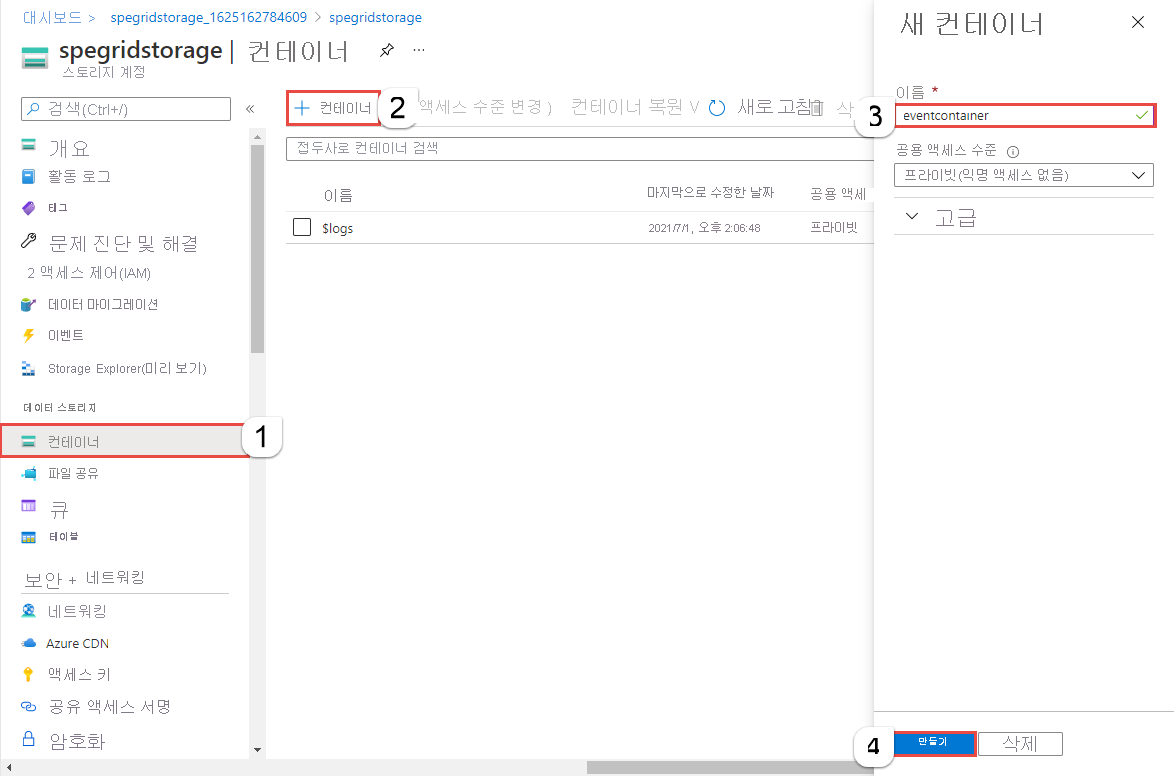 대시보드 > spegridstorage_1625162784609 > spegridstorage
spegridstorage | 컨테이너 ...
스토리지 계정
검색(Ctrl+/) «
개요
활동 로그
태그
문제 진단 및 해결
2 액세스 제어(IAM)
데이터 마이그레이션
이벤트
Storage Explorer(미리 보기)
데이터 스토리지
컨테이너 1
파일 공유
큐
테이블
보안 + 네트워킹
네트워킹
Azure CDN
액세스 키
공유 액세스 서명
암호화
+ 컨테이너 2 액세스 수준 변경 ) 컨테이너 복원 V 새로 고침 삭
접두사로 컨테이너 검색
이름 마지막으로 수정한 날짜 공용 액세
$logs 2021/7/1, 오후 2:06:48 프라이빗
새 컨테이너
이름 *
3 eventcontainer
공용 액세스 수준
프라이빗(익명 액세스 없음)
고급
4 만들기 삭제